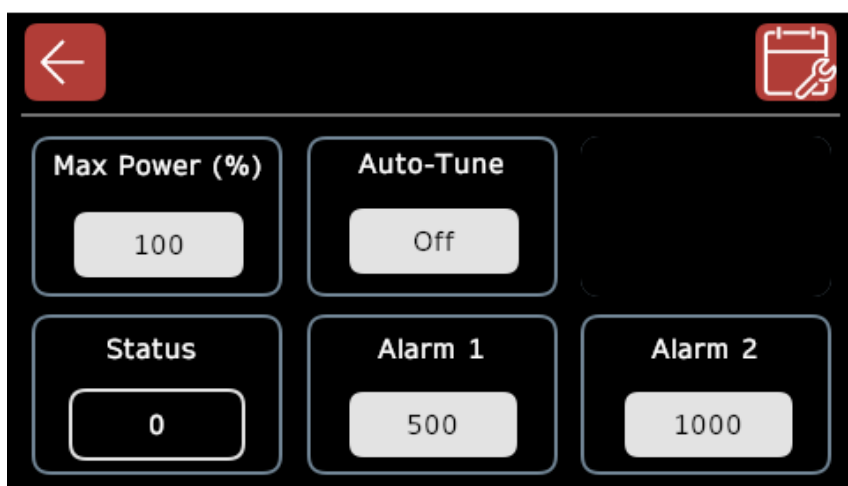 Max Power (%)
Auto-Tune
100
Off
Status
Alarm 1
Alarm 2
0
500
1000